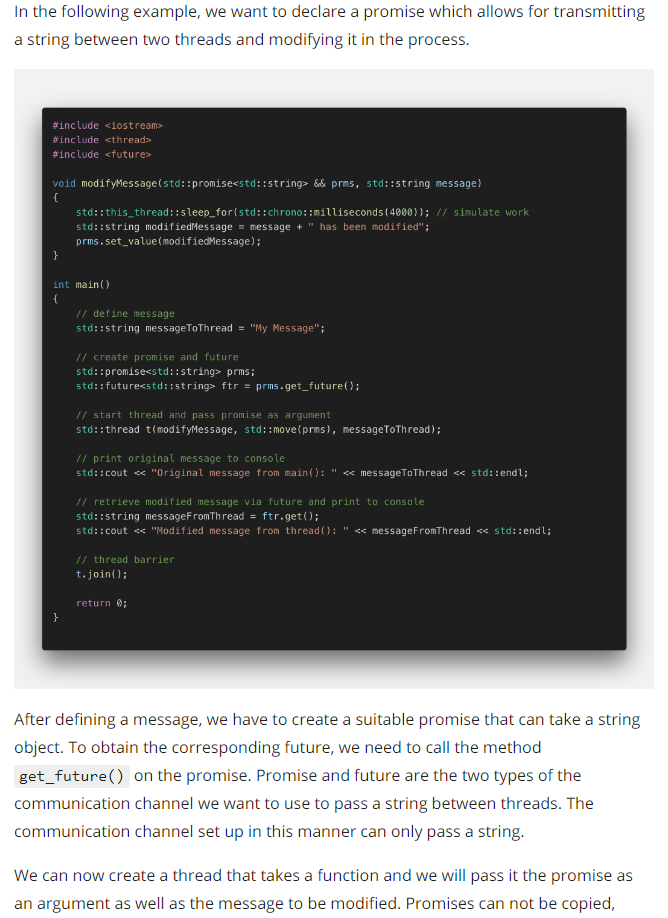 In the following example, we want to declare a promise which allows for transmitting
a string between two threads and modifying it in the process.
#include <iostream>
#include <thread>
#include <future>
void modifyMessage(std::promise<std::string> && prms, std::string message)
{
std::this_thread::sleep_for(std::chrono::milliseconds(4000)); // simulate work
std::string modifiedMessage = message + " has been modified";
prms.set_value(modifiedMessage);
}
int main()
{
// define message
std::string messageToThread = "My Message";
// create promise and future
std::promise<std::string> prms;
std::future<std::string> ftr = prms.get_future();
// start thread and pass promise as argument
std::thread t(modifyMessage, std::move(prms), messageToThread);
// print original message to console
std::cout << "Original message from main(): " << messageToThread << std::endl;
// retrieve modified message via future and print to console
std::string messageFromThread = ftr.get();
std::cout << "Modified message from thread(): " << messageFromThread << std::endl;
// thread barrier
t.join();
return 0;
}
After defining a message, we have to create a suitable promise that can take a string
object. To obtain the corresponding future, we need to call the method
get_future() on the promise. Promise and future are the two types of the
communication channel we want to use to pass a string between threads. The
communication channel set up in this manner can only pass a string.
We can now create a thread that takes a function and we will pass it the promise as
an argument as well as the message to be modified. Promises can not be copied,